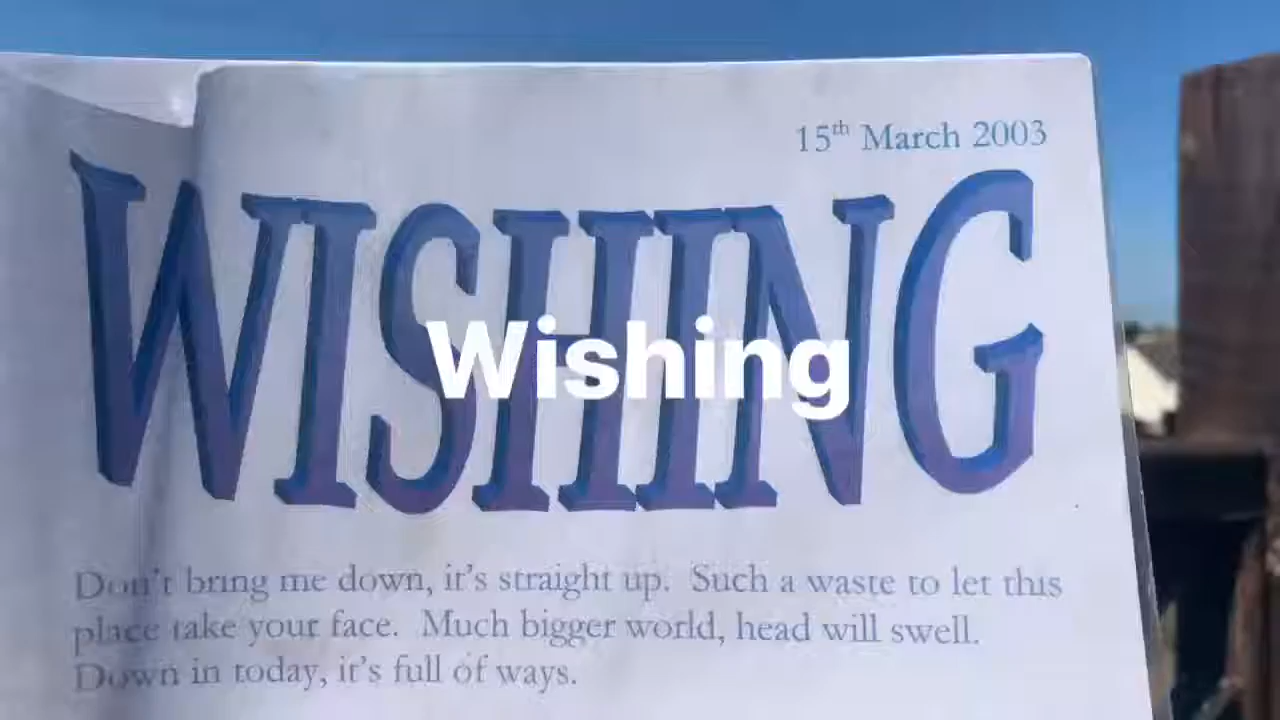 15th March 2003
WISHING
Wishing
Don't bring me down, it's straight up. Such a waste to let this
place take your face. Much bigger world, head will swell.
Down in today, it's full of ways.